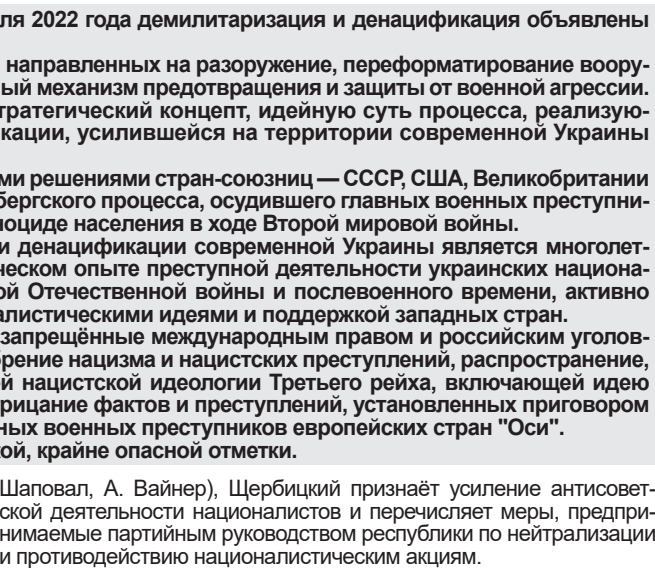 ля 2022 года демилитаризация и денацификация объявлены
направленных на разоружение, переформатирование воору-
ный механизм предотвращения и защиты от военной агрессии.
тратегический концепт, идейную суть процесса, реализую-
кации, усилившейся на территории современной Украины
ми решениями стран-союзниц — СССР, США, Великобритании
бергского процесса, осудившего главных военных преступни-
ноциде населения в ходе Второй мировой войны.
и денацификации современной Украины является многолет-
ческом опыте преступной деятельности украинских национа-
ой Отечественной войны и послевоенного времени, активно
алистическими идеями и поддержкой западных стран.
запрещённые международным правом и российским уголов-
брение нацизма и нацистских преступлений, распространение,
й нацистской идеологии Третьего рейха, включающей идею
рицание фактов и преступлений, установленных приговором
ных военных преступников европейских стран "Оси".
кой, крайне опасной отметки.
Шаповал, А. Вайнер), Щербицкий признаёт усиление антисовет-
ской деятельности националистов и перечисляет меры, предпри-
нимаемые партийным руководством республики по нейтрализации
и противодействию националистическим акциям.